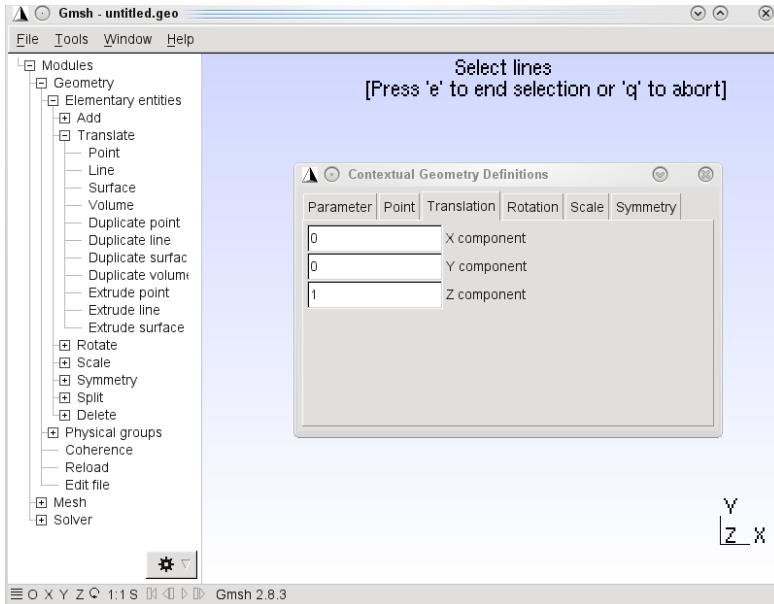 Gmsh - untitled.geo
File Tools Window Help
Modules
Geometry
Elementary entities
Add
Translate
Point
Line
Surface
Volume
Duplicate point
Duplicate line
Duplicate surfac
Duplicate volum
Extrude point
Extrude line
Extrude surface
Rotate
Scale
Symmetry
Split
Delete
Physical groups
Coherence
Reload
Edit file
Mesh
Solver
Select lines
[Press 'e' to end selection or 'q' to abort]
Contextual Geometry Definitions
Parameter Point Translation Rotation Scale Symmetry
0 X component
0 Y component
1 Z component
Y
Z X
O X Y Z 1:1 S Gmsh 2.8.3